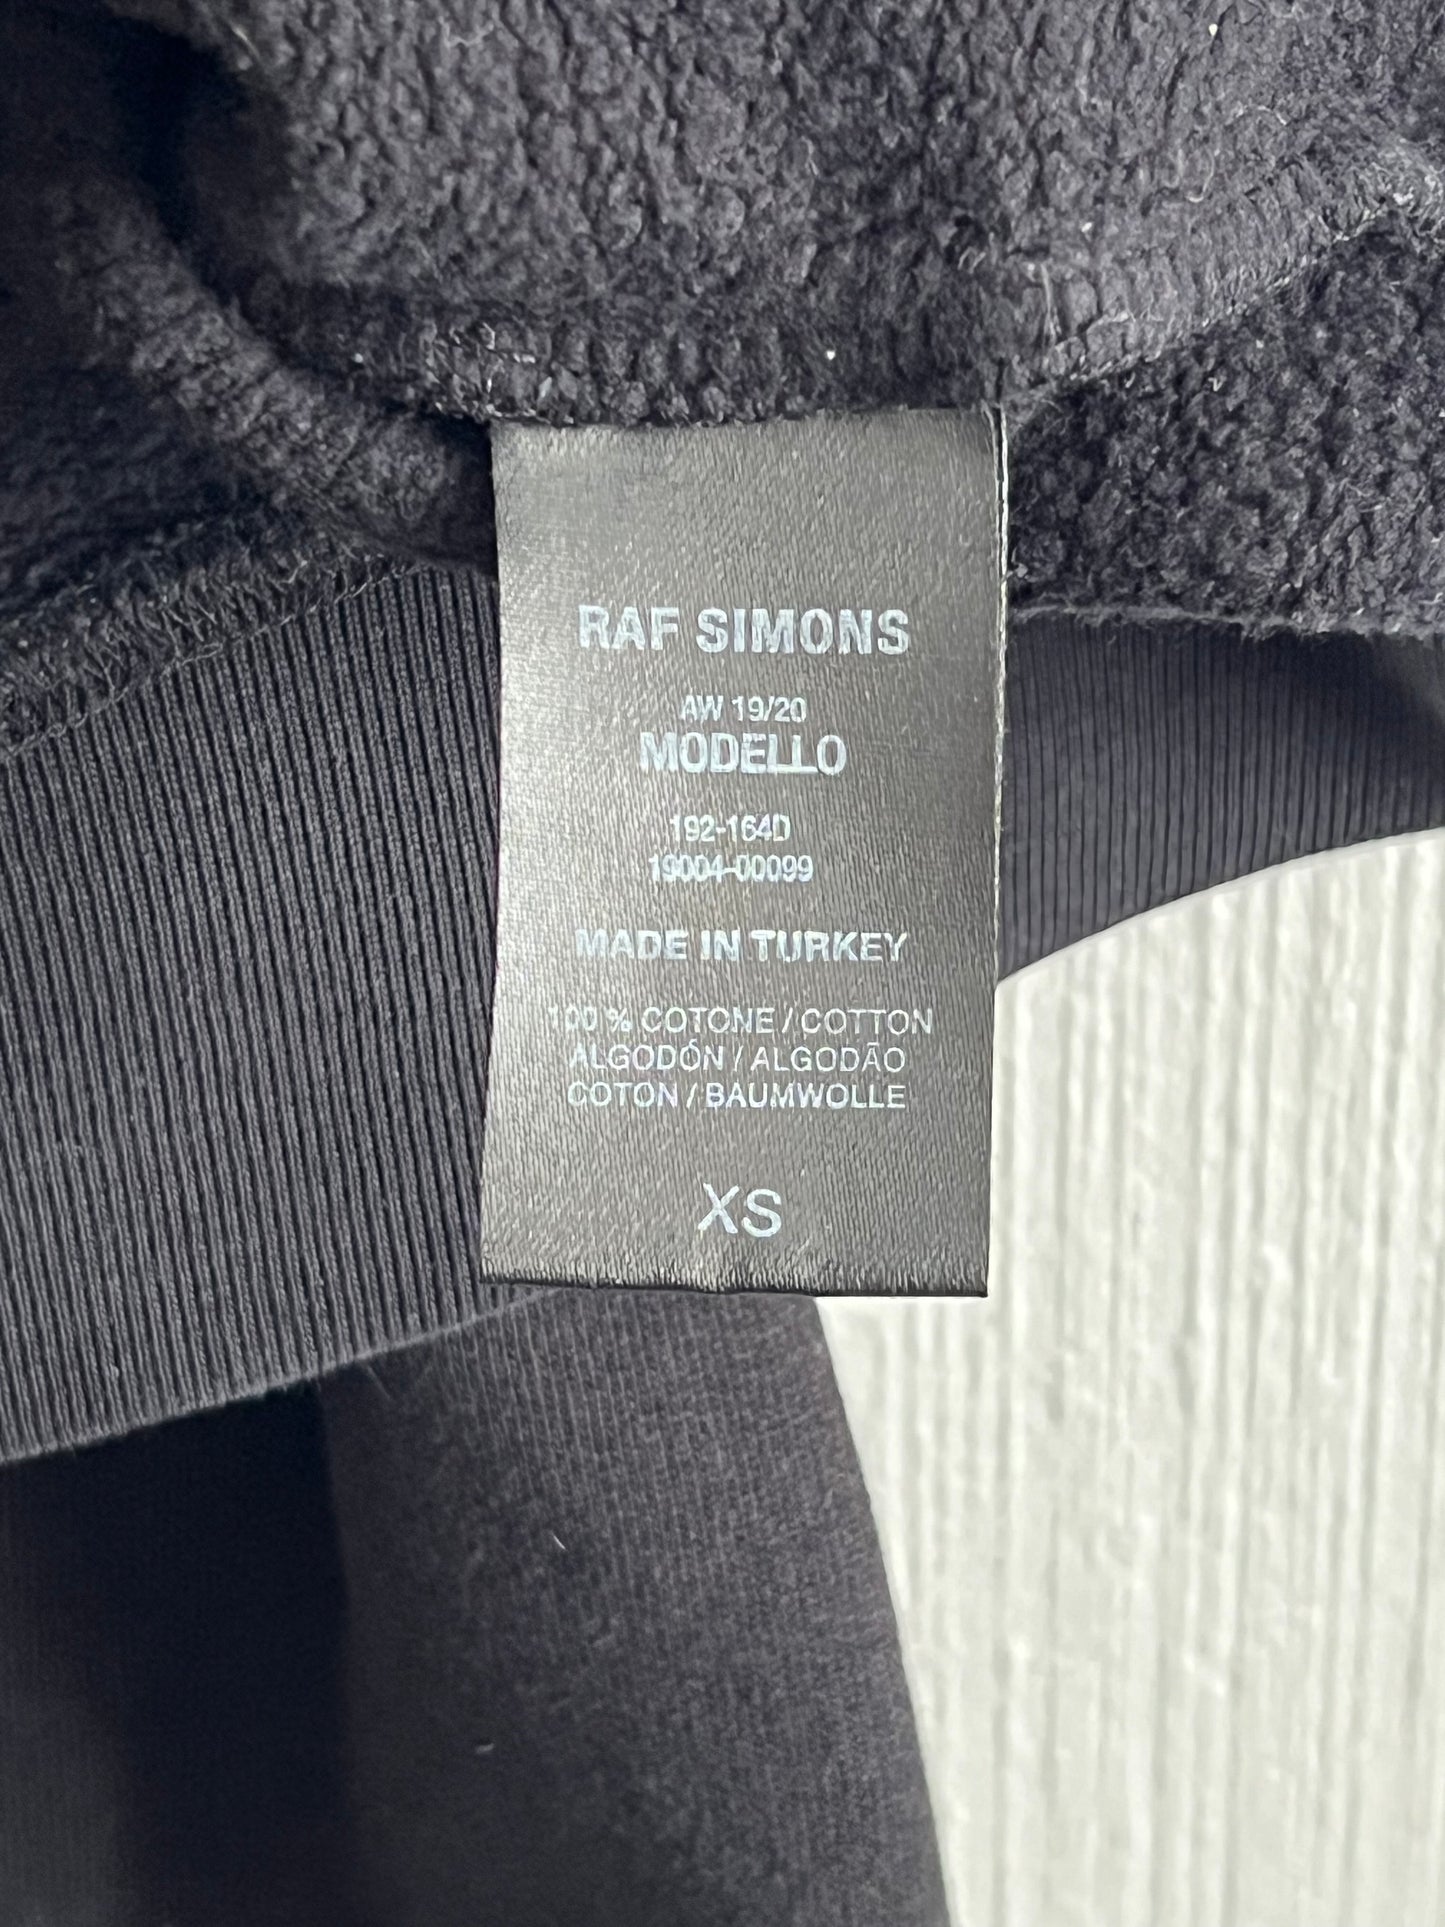 RAF SIMONS
AW 19/20
MODELLO
192-164D
19004-00099
MADE IN TURKEY
100 % COTONE / COTTON
ALGODÓN / ALGODÃO
COTON / BAUMWOLLE
XS